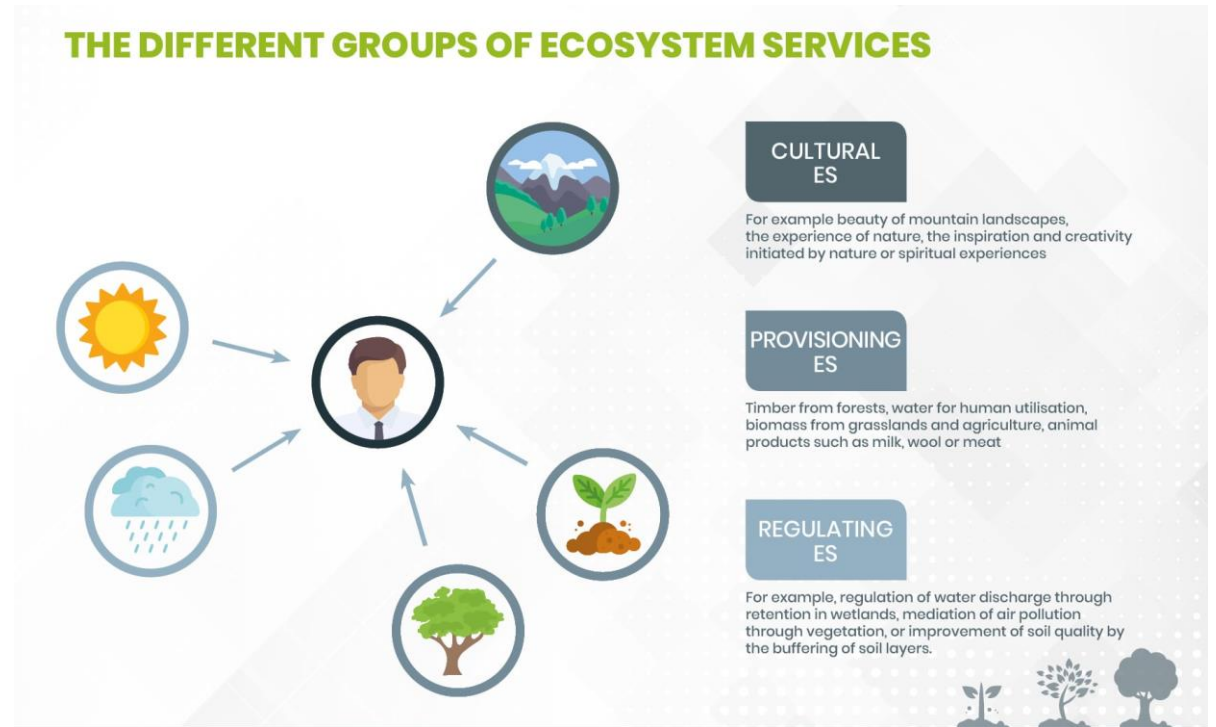 THE DIFFERENT GROUPS OF ECOSYSTEM SERVICES
CULTURAL
ES
For example beauty of mountain landscapes,
the experience of nature, the inspiration and creativity
initiated by nature or spiritual experiences
PROVISIONING
ES
Timber from forests, water for human utilisation,
biomass from grasslands and agriculture, animal
products such as milk, wool or meat
REGULATING
ES
For example, regulation of water discharge through
retention in wetlands, mediation of air pollution
through vegetation, or improvement of soil quality by
the buffering of soil layers.